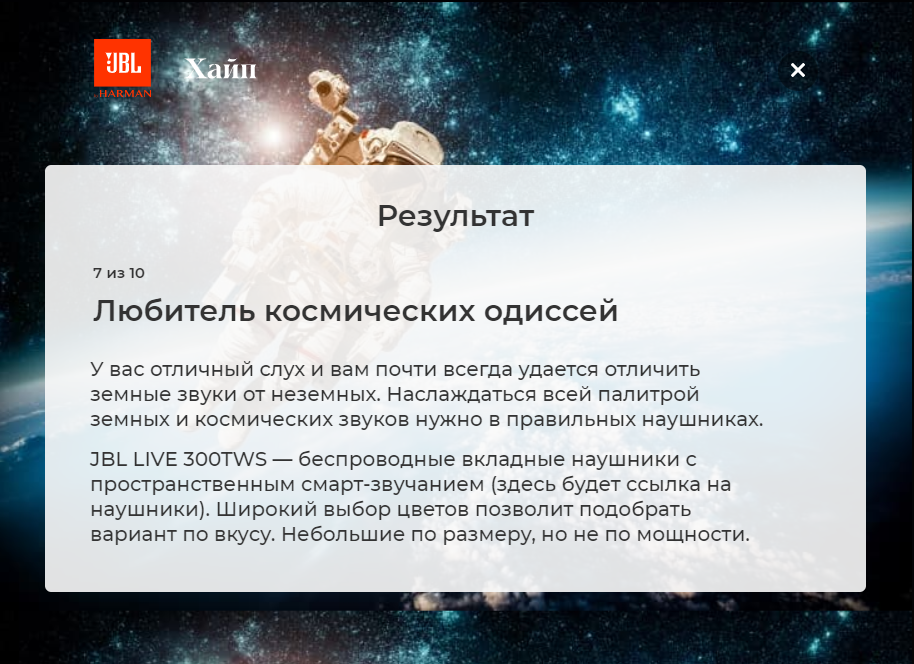 JBL
HARMAN
Хайп
Результат
7 из 10
Любитель космических одиссей
У вас отличный слух и вам почти всегда удается отличить
земные звуки от неземных. Наслаждаться всей палитрой
земных и космических звуков нужно в правильных наушниках.
JBL LIVE 300TWS — беспроводные вкладные наушники с
пространственным смарт-звучанием (здесь будет ссылка на
наушники). Широкий выбор цветов позволит подобрать
вариант по вкусу. Небольшие по размеру, но не по мощности.